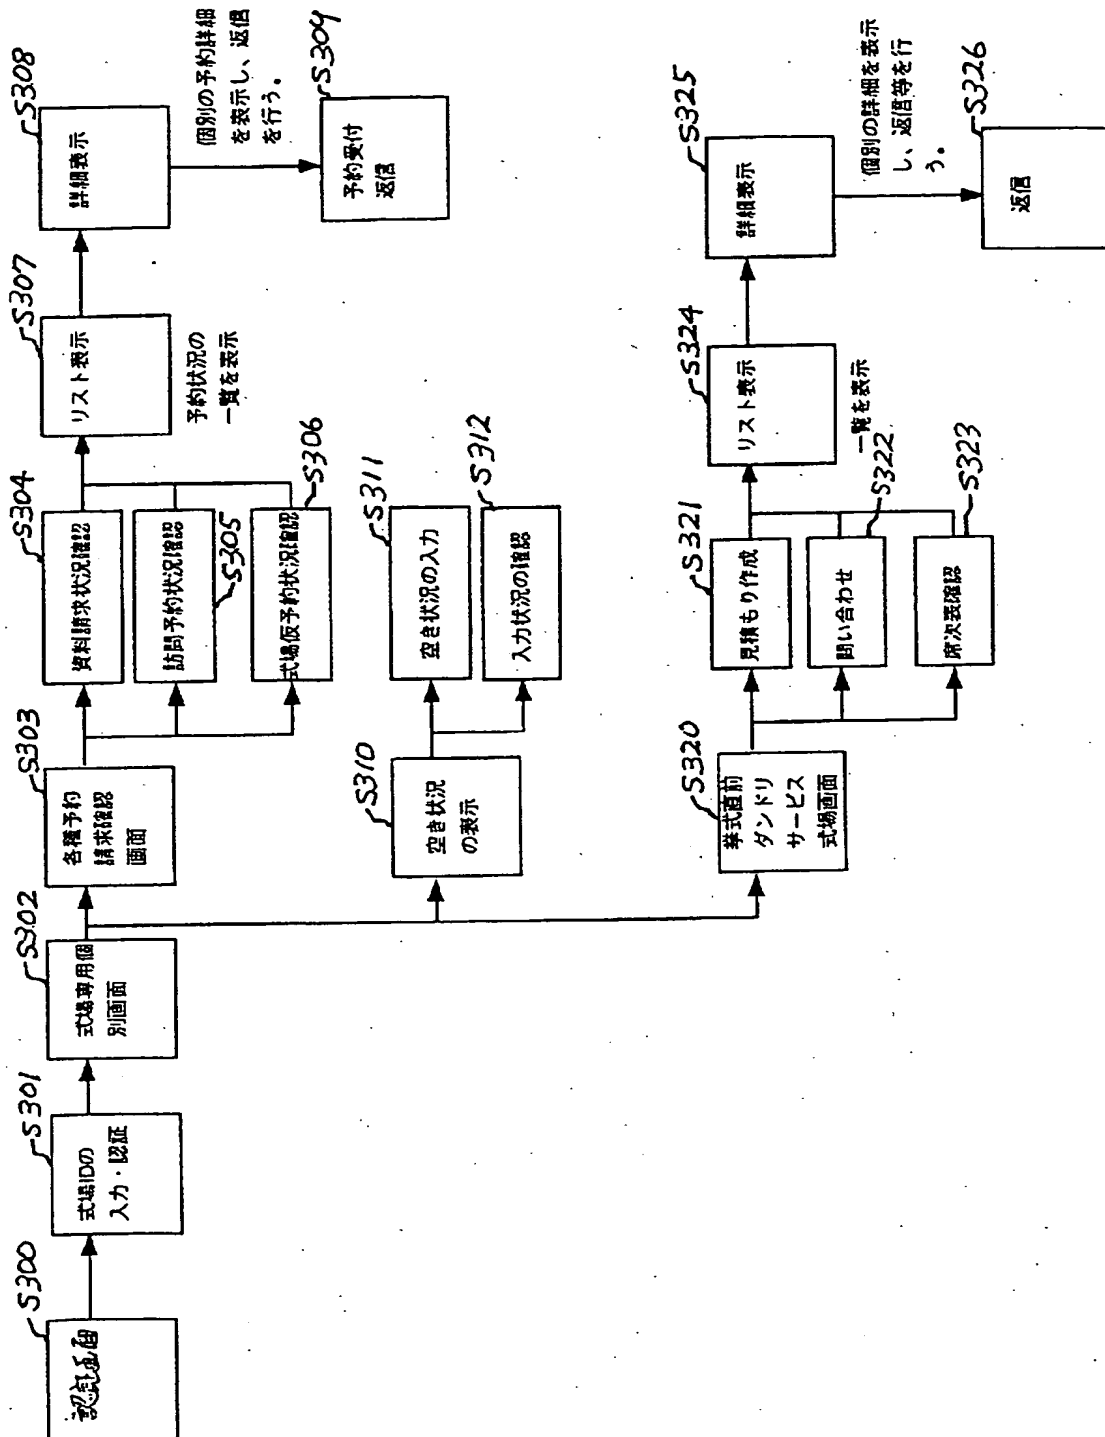 S300
認証画面
S301
式場IDの
入力・認証
S302
式場専用個
別画面
S303
各種予約
請求確認
画面
S304
資料請求状況確認
訪問予約状況確認
S305
式場仮予約状況確認
S306
S307
リスト表示
予約状況の
一覧を表示
S308
詳細表示
個別の予約詳細
を表示し、返信
を行う。
S309
予約受付
返信
S310
空き状況
の表示
S311
空き状況の入力
S312
入力状況の確認
S320
挙式直前
ダンドリ
サービス
式場画面
S321
見積もり作成
S322
問い合わせ
S323
席次表確認
S324
リスト表示
一覧を表示
S325
詳細表示
個別の詳細を表示
し、返信等を行
う。
S326
返信